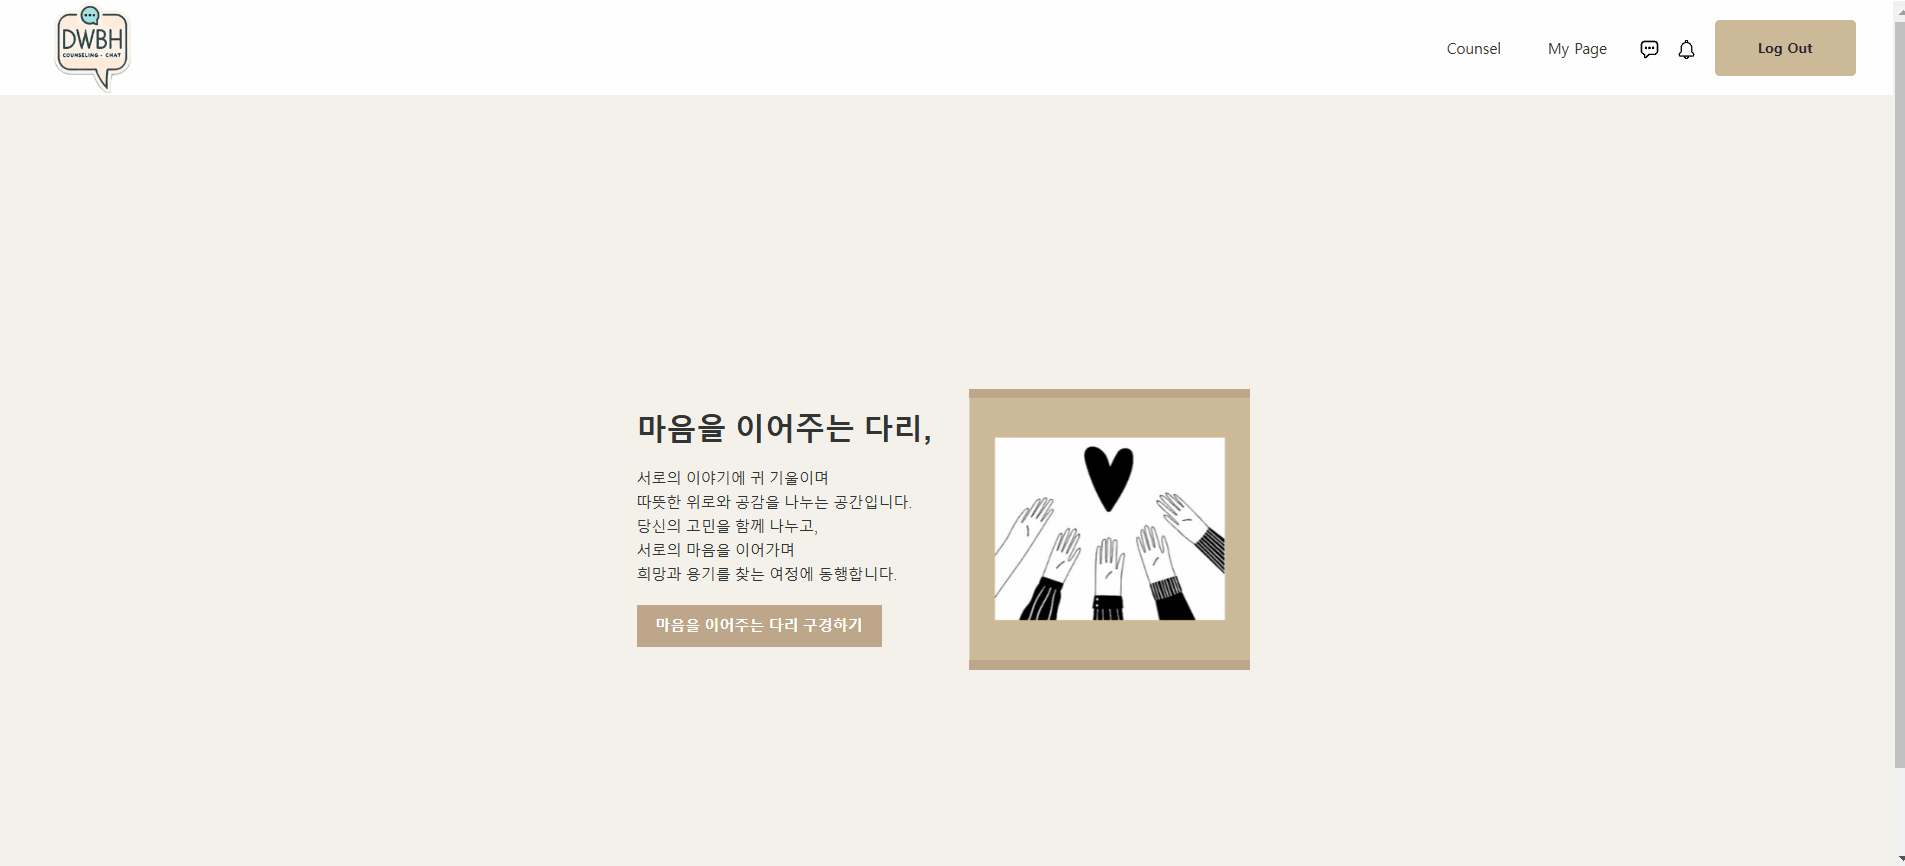 DWBH
COUNSELING - CHAT
Counsel
My Page
Log Out
마음을 이어주는 다리,
서로의 이야기에 귀 기울이며
따뜻한 위로와 공감을 나누는 공간입니다.
당신의 고민을 함께 나누고,
서로의 마음을 이어가며
희망과 용기를 찾는 여정에 동행합니다.
마음을 이어주는 다리 구경하기